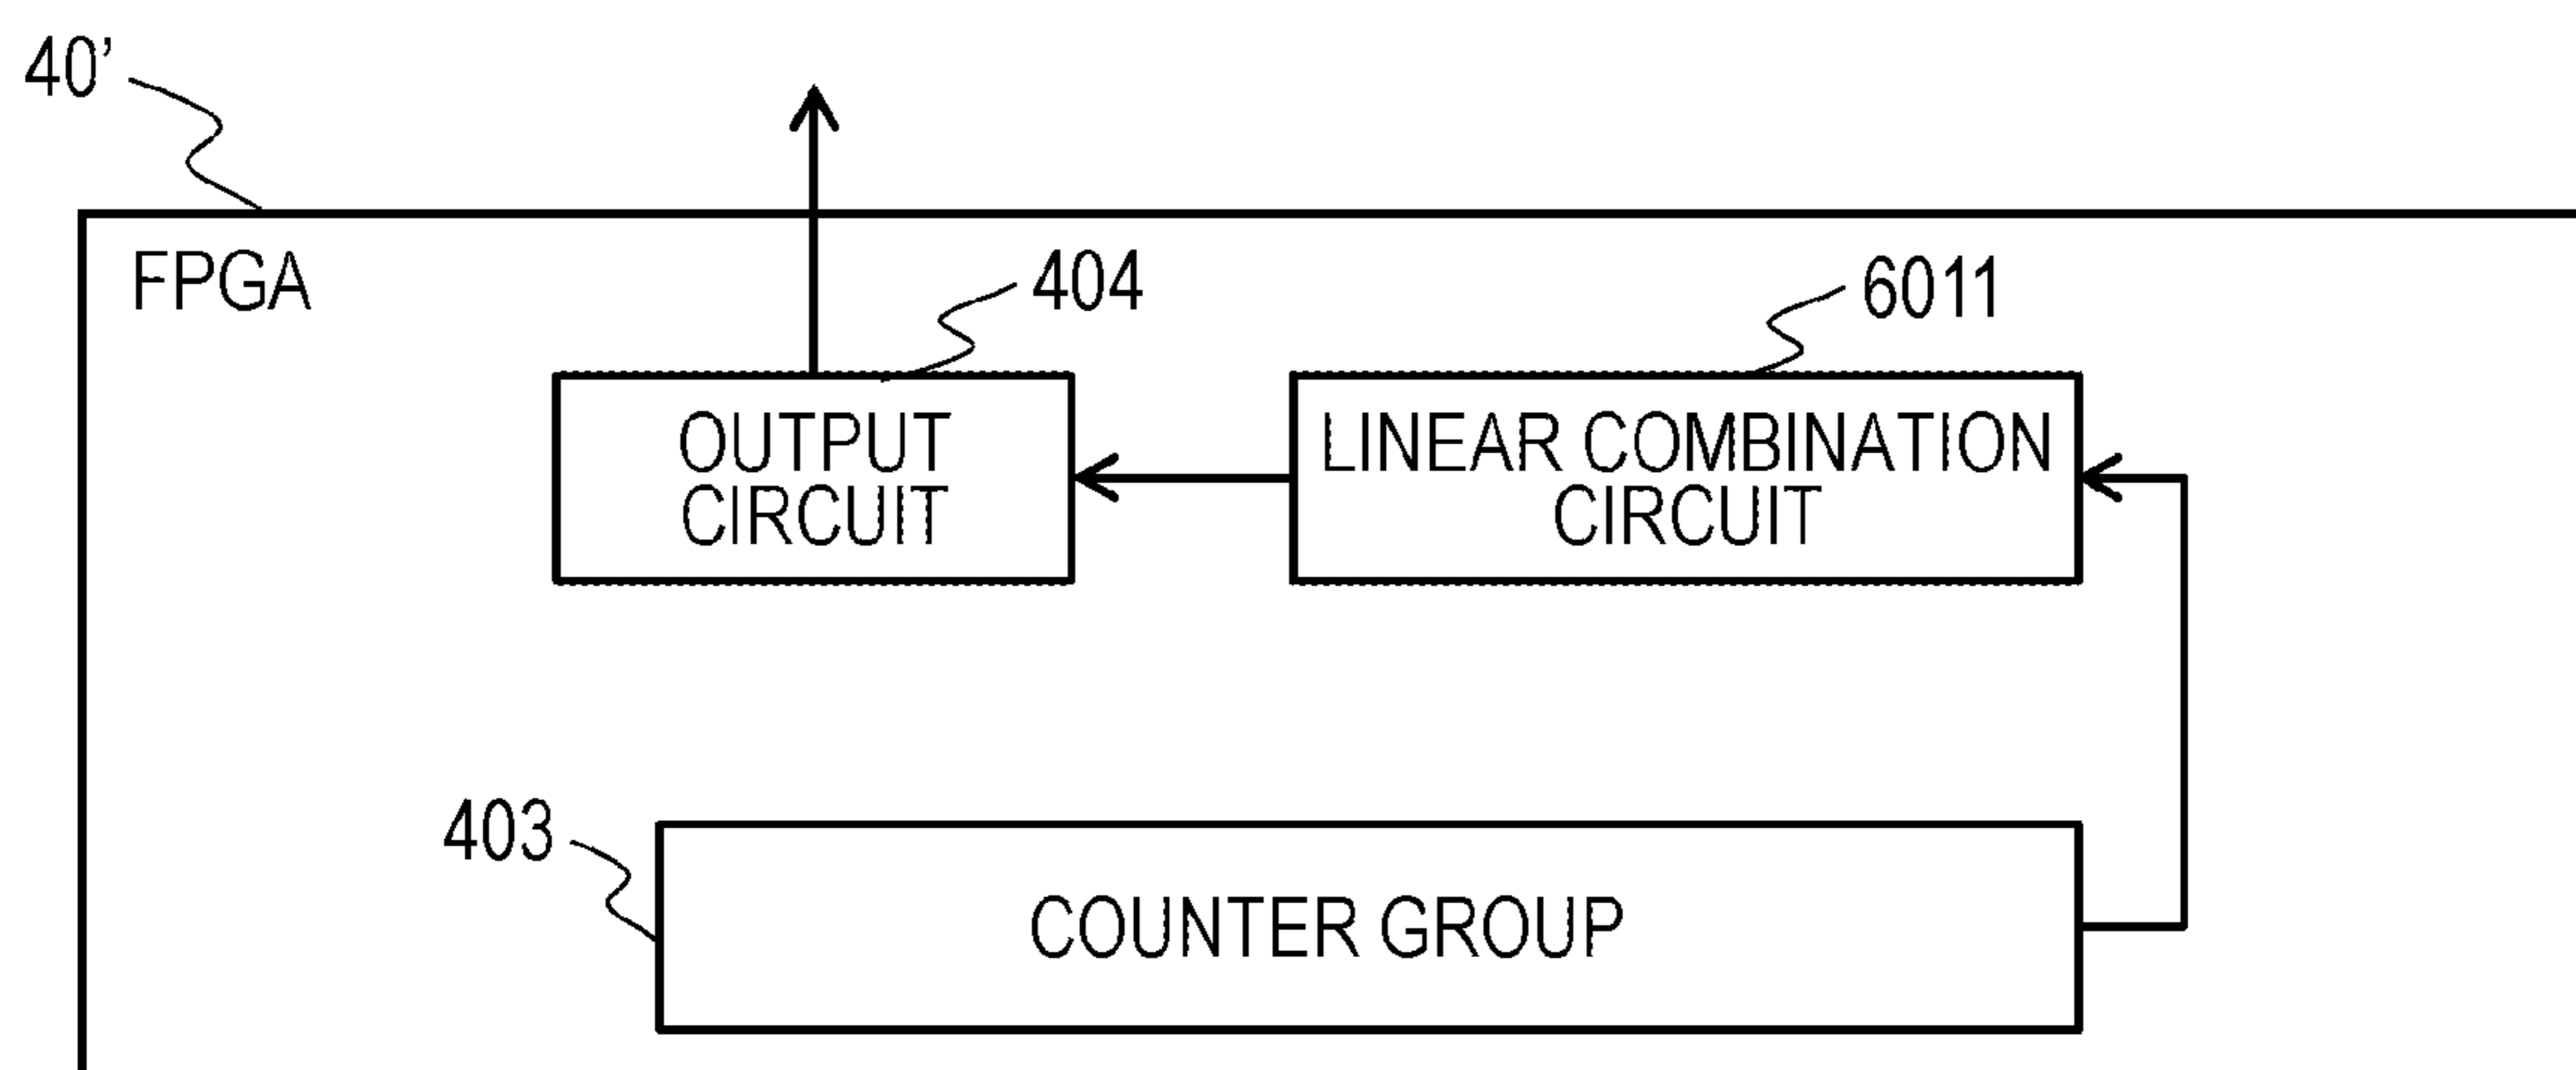 40’
FPGA
404
6011
OUTPUT
CIRCUIT
LINEAR COMBINATION
CIRCUIT
403
COUNTER GROUP